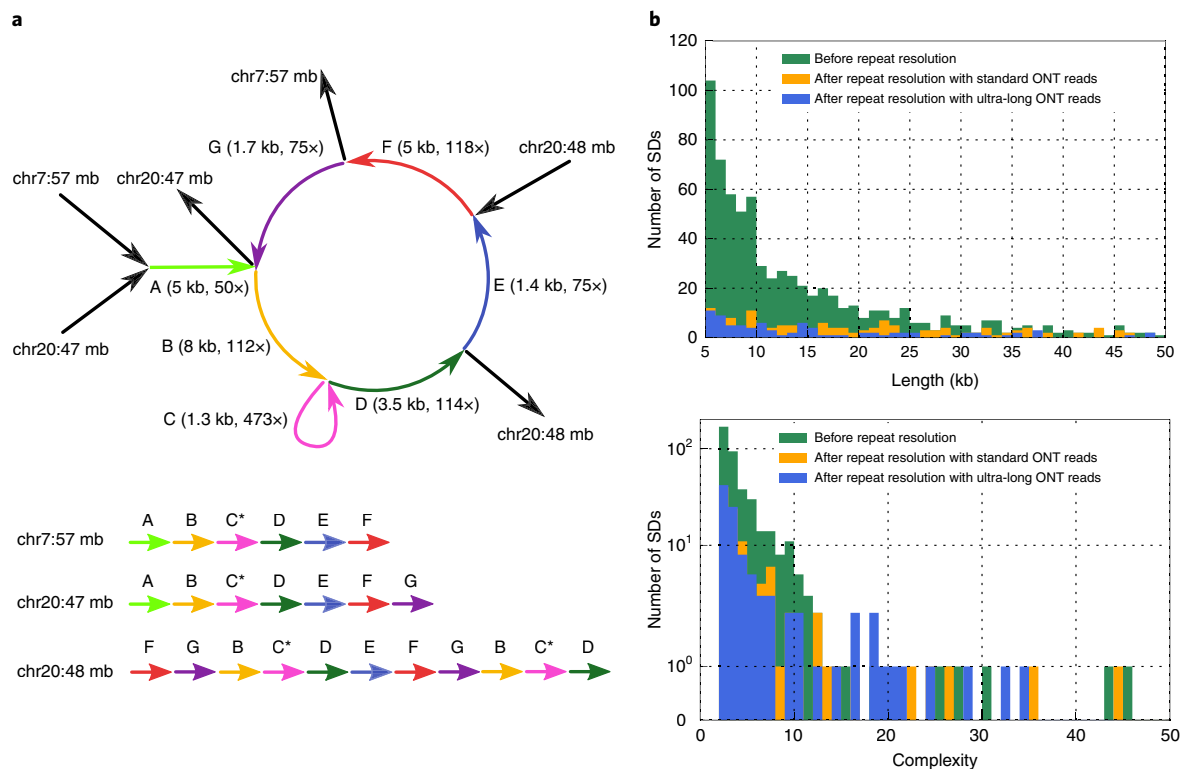 a
chr7:57 mb
G (1.7 kb, 75×)
F (5 kb, 118×)
chr20:48 mb
chr7:57 mb
chr20:47 mb
A (5 kb, 50×)
E (1.4 kb, 75×)
chr20:47 mb
B (8 kb, 112×)
C (1.3 kb, 473×)
D (3.5 kb, 114×)
chr20:48 mb
A B C* D E F
chr7:57 mb
A B C* D E F G
chr20:47 mb
F G B C* D E F G B C* D
chr20:48 mb
b
120
100
80
60
40
20
0
Number of SDs
Before repeat resolution
After repeat resolution with standard ONT reads
After repeat resolution with ultra-long ONT reads
5 10 15 20 25 30 35 40 45 50
Length (kb)
10²
10¹
10⁰
0
Number of SDs
Before repeat resolution
After repeat resolution with standard ONT reads
After repeat resolution with ultra-long ONT reads
0 10 20 30 40 50
Complexity